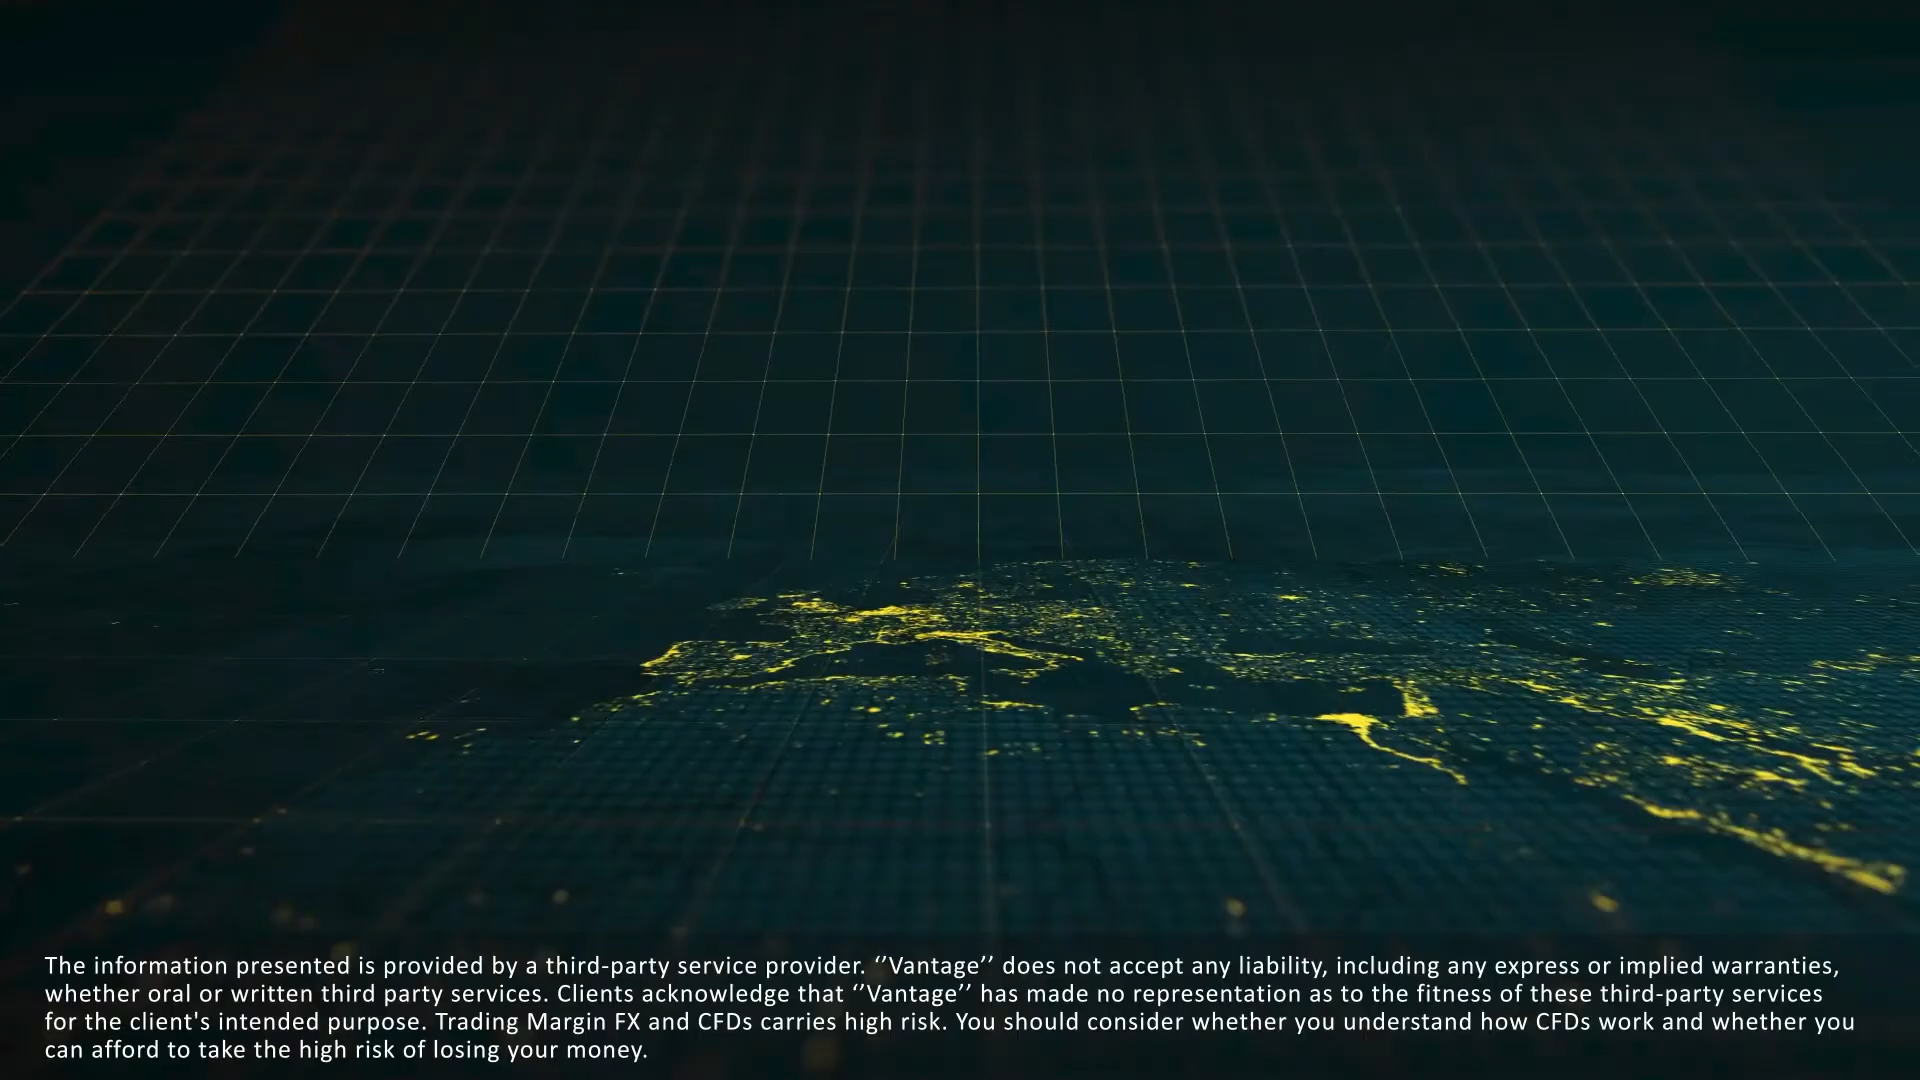 The information presented is provided by a third-party service provider. ‘’Vantage’’ does not accept any liability, including any express or implied warranties,
whether oral or written third party services. Clients acknowledge that ‘’Vantage’’ has made no representation as to the fitness of these third-party services
for the client's intended purpose. Trading Margin FX and CFDs carries high risk. You should consider whether you understand how CFDs work and whether you
can afford to take the high risk of losing your money.